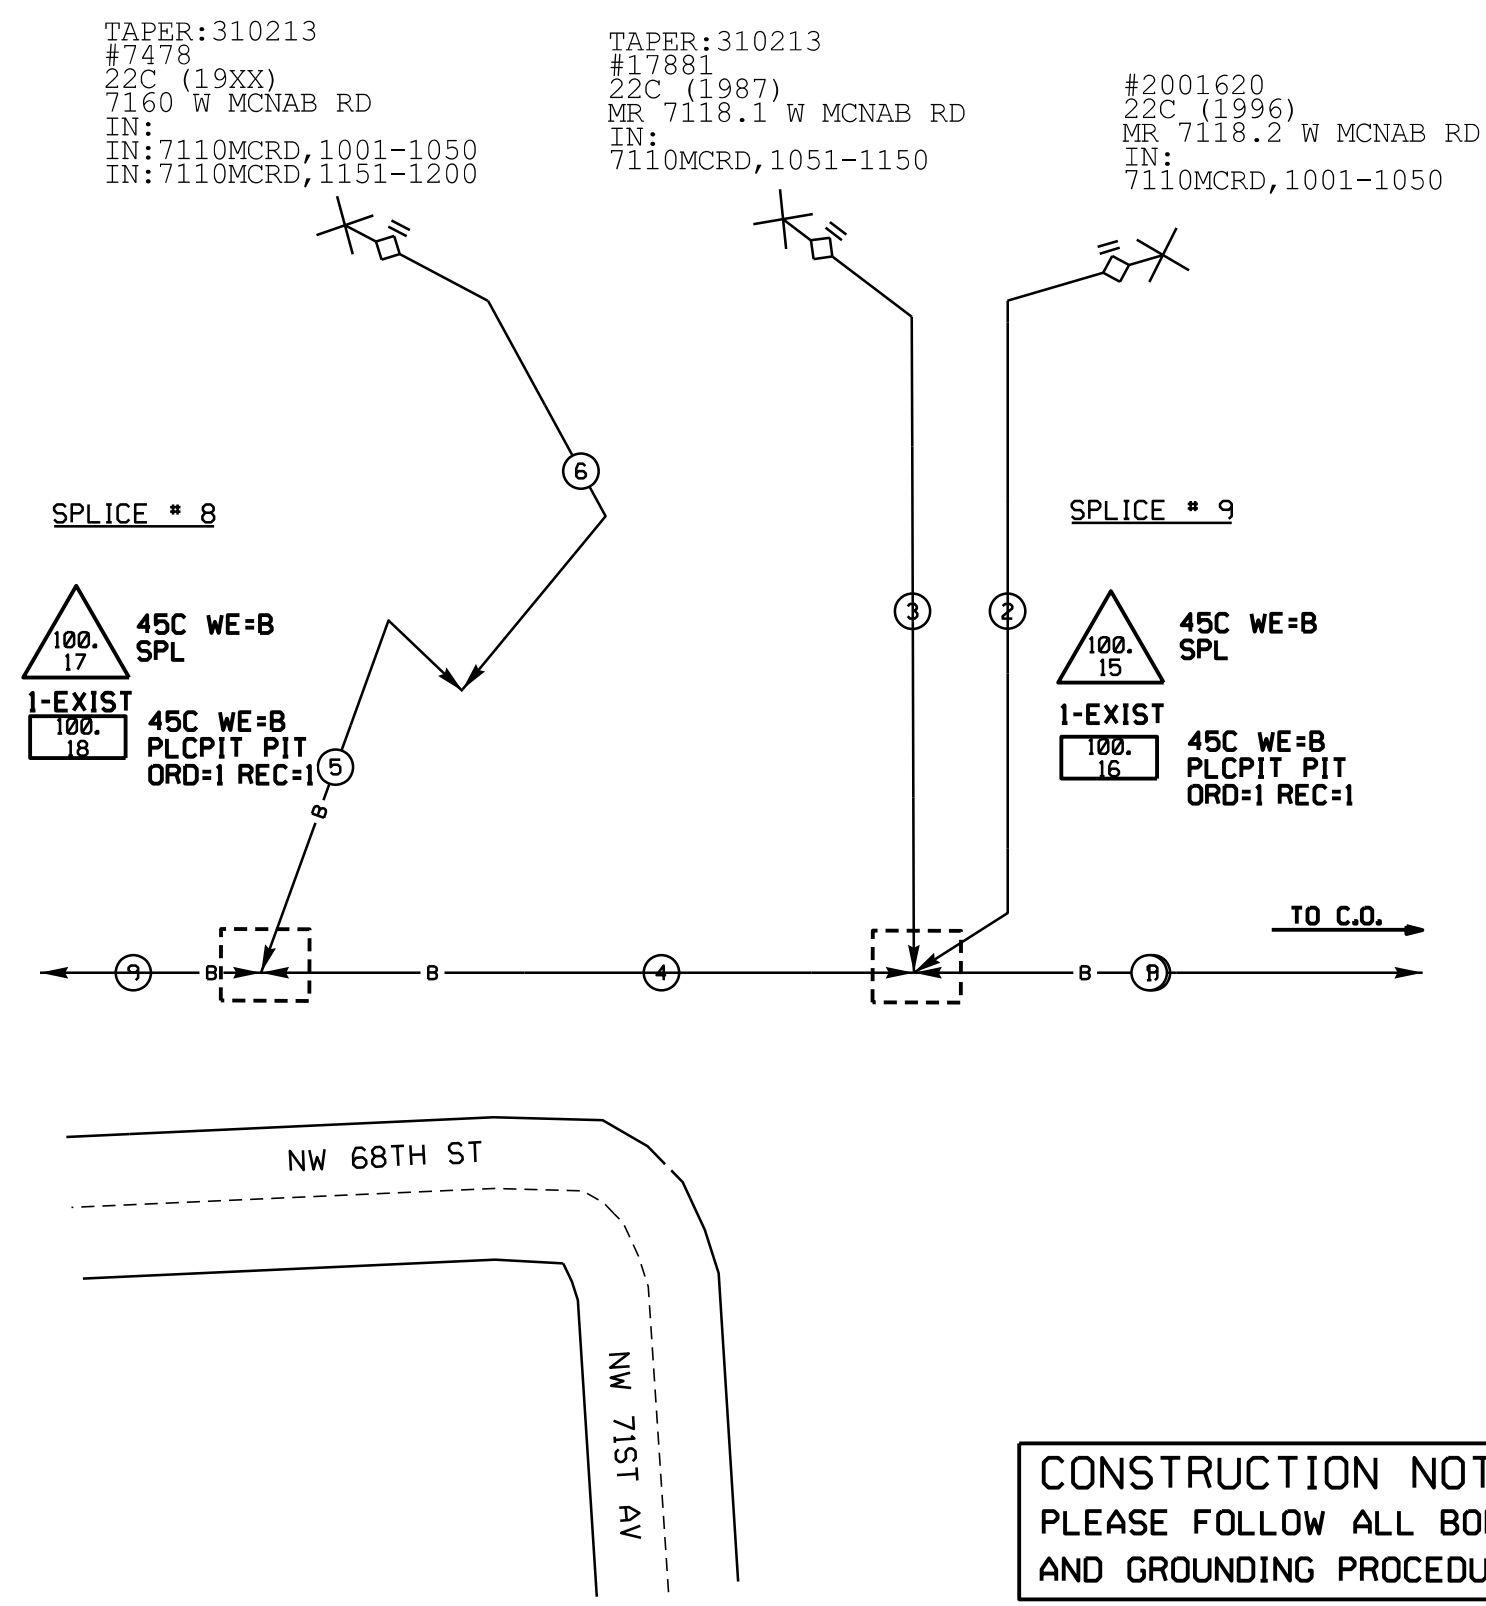 TAPER:310213
#7478
22C (19XX)
7160 W MCNAB RD
IN:
IN:7110MCRD,1001-1050
IN:7110MCRD,1151-1200
TAPER:310213
#17881
22C (1987)
MR 7118.1 W MCNAB RD
IN:
7110MCRD,1051-1150
#2001620
22C (1996)
MR 7118.2 W MCNAB RD
IN:
7110MCRD,1001-1050
6
SPLICE # 8
100.
17
45C WE=B
SPL
1-EXIST
100.
18
45C WE=B
PLCPIT PIT
ORD=1 REC=1
5
B
3
2
SPLICE # 9
100.
15
45C WE=B
SPL
1-EXIST
100.
16
45C WE=B
PLCPIT PIT
ORD=1 REC=1
TO C.O.
9
B
B
4
B
NW 68TH ST
NW 71ST AV
CONSTRUCTION NOT
PLEASE FOLLOW ALL BO
AND GROUNDING PROCEDU